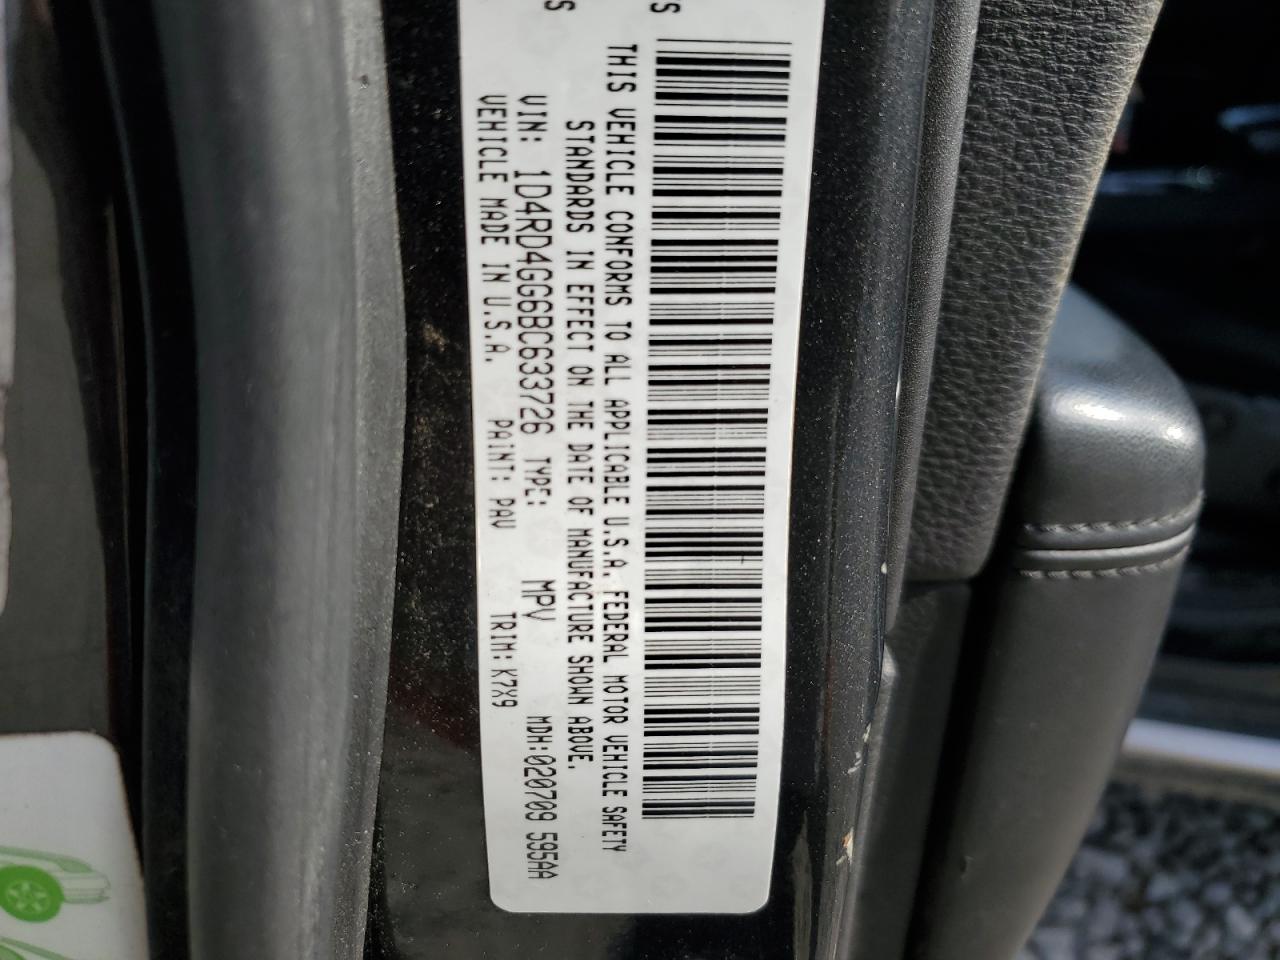 THIS VEHICLE CONFORMS TO ALL APPLICABLE U.S.A. FEDERAL MOTOR VEHICLE SAFETY
STANDARDS IN EFFECT ON THE DATE OF MANUFACTURE SHOWN ABOVE.
VIN: 1D4RD4GG6BC633726 TYPE: MPV MDH:020709 595AA
VEHICLE MADE IN U.S.A. PAINT: PAV TRIM: K7X9